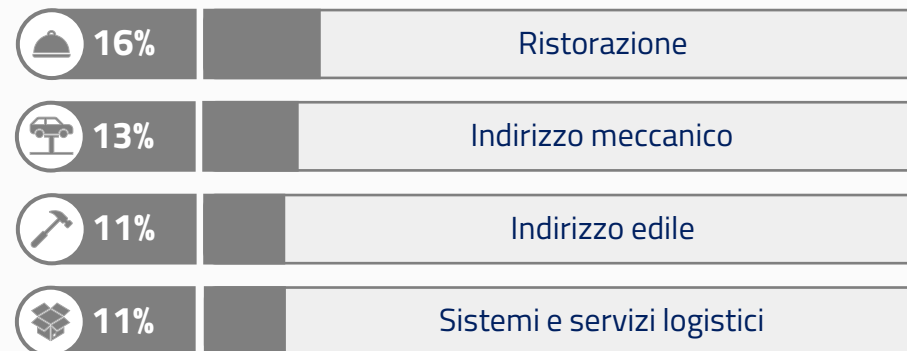 16% Ristorazione
13% Indirizzo meccanico
11% Indirizzo edile
11% Sistemi e servizi logistici